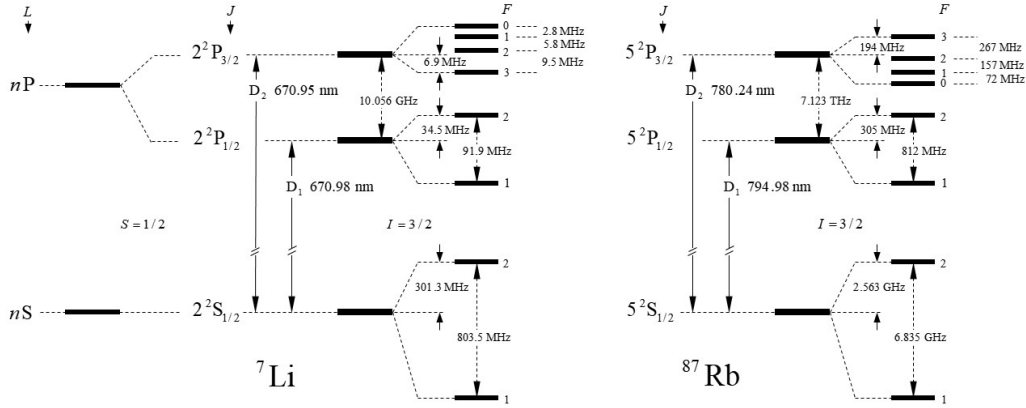 L J F J F
0 3
2.8 MHz
1
5.8 MHz 194 MHz 267 MHz
2 2
2 ²P₃/₂ 6.9 MHz 9.5 MHz 5 ²P₃/₂ 157 MHz
3 1
72 MHz
0
nP D₂ 670.95 nm D₂ 780.24 nm
10.056 GHz 7.123 THz
2 2
34.5 MHz 305 MHz
2 ²P₁/₂ 91.9 MHz 5 ²P₁/₂ 812 MHz
1 1
D₁ 670.98 nm D₁ 794.98 nm
S = 1/2 I = 3/2 I = 3/2
2 2
301.3 MHz 2.563 GHz
nS 2 ²S₁/₂ 5 ²S₁/₂
803.5 MHz 6.835 GHz
⁷Li ⁸⁷Rb
1 1